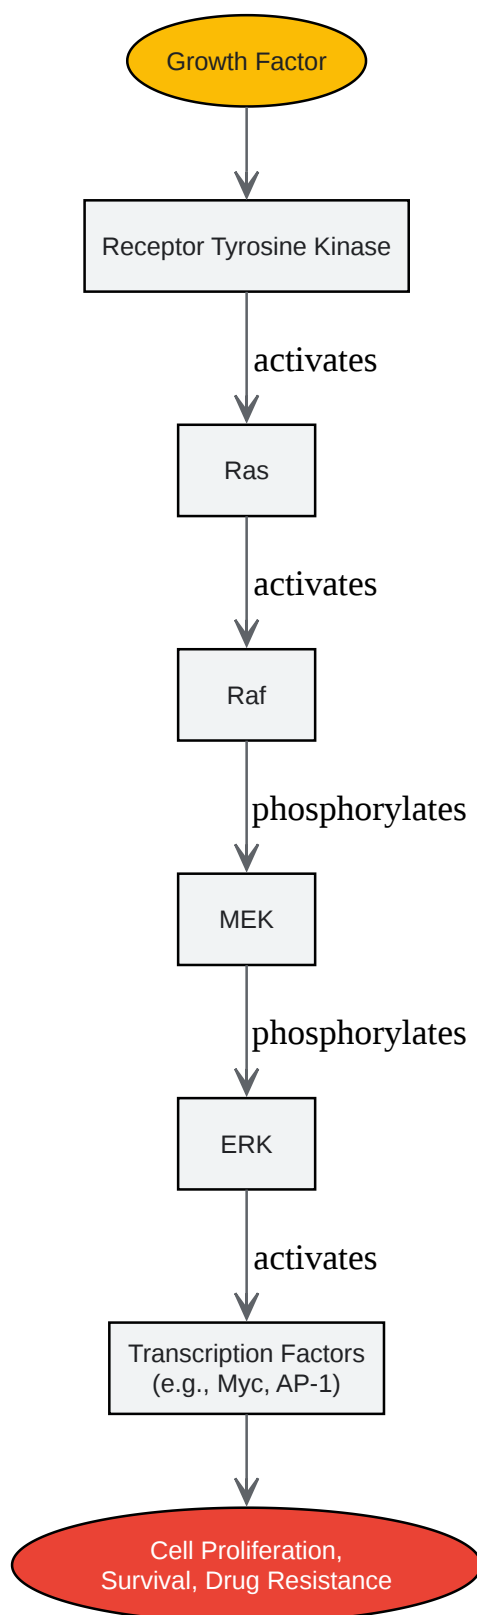 Growth Factor
Receptor Tyrosine Kinase
activates
Ras
activates
Raf
phosphorylates
MEK
phosphorylates
ERK
activates
Transcription Factors
(e.g., Myc, AP-1)
Cell Proliferation,
Survival, Drug Resistance